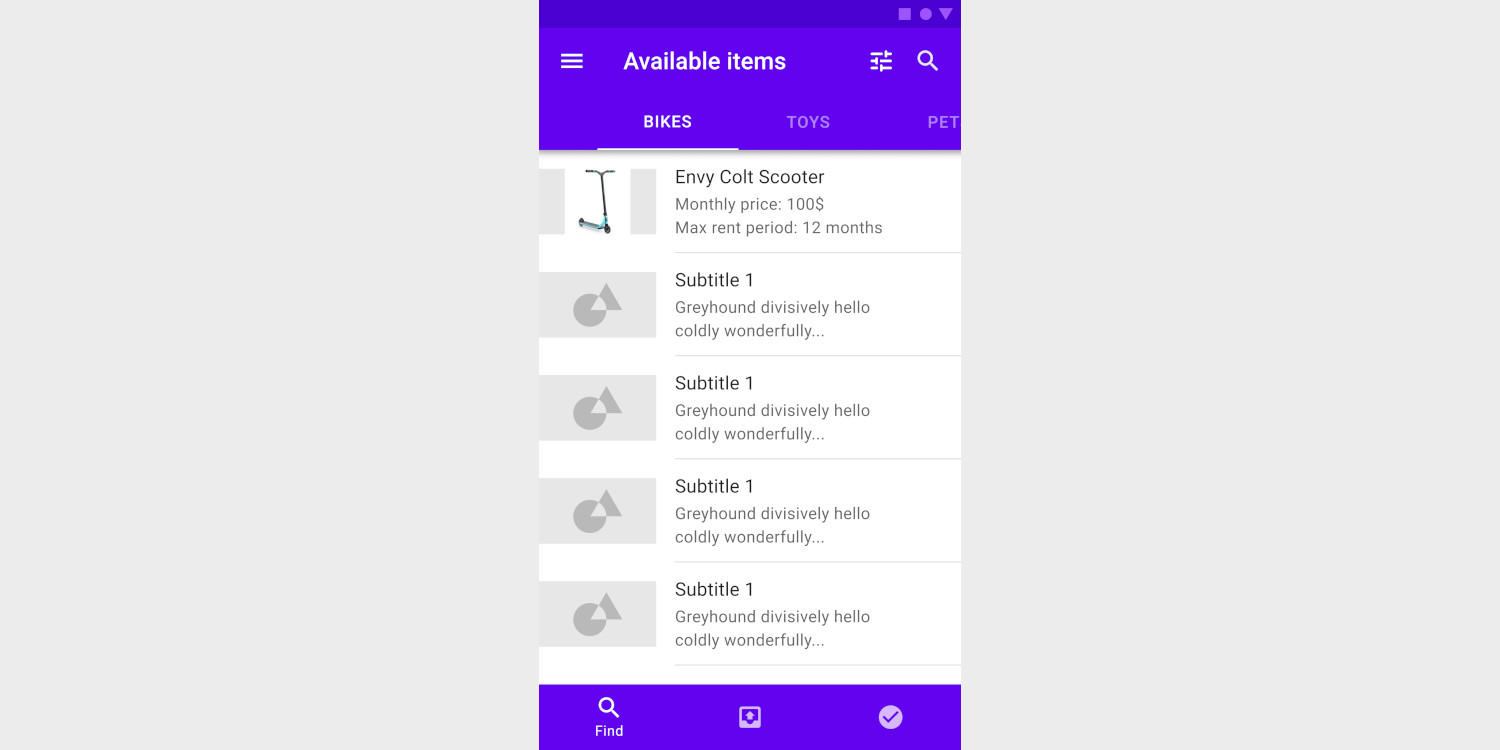 Available items
BIKES
TOYS
PET
Envy Colt Scooter
Monthly price: 100$
Max rent period: 12 months
Subtitle 1
Greyhound divisively hello
coldly wonderfully...
Subtitle 1
Greyhound divisively hello
coldly wonderfully...
Subtitle 1
Greyhound divisively hello
coldly wonderfully...
Subtitle 1
Greyhound divisively hello
coldly wonderfully...
Find